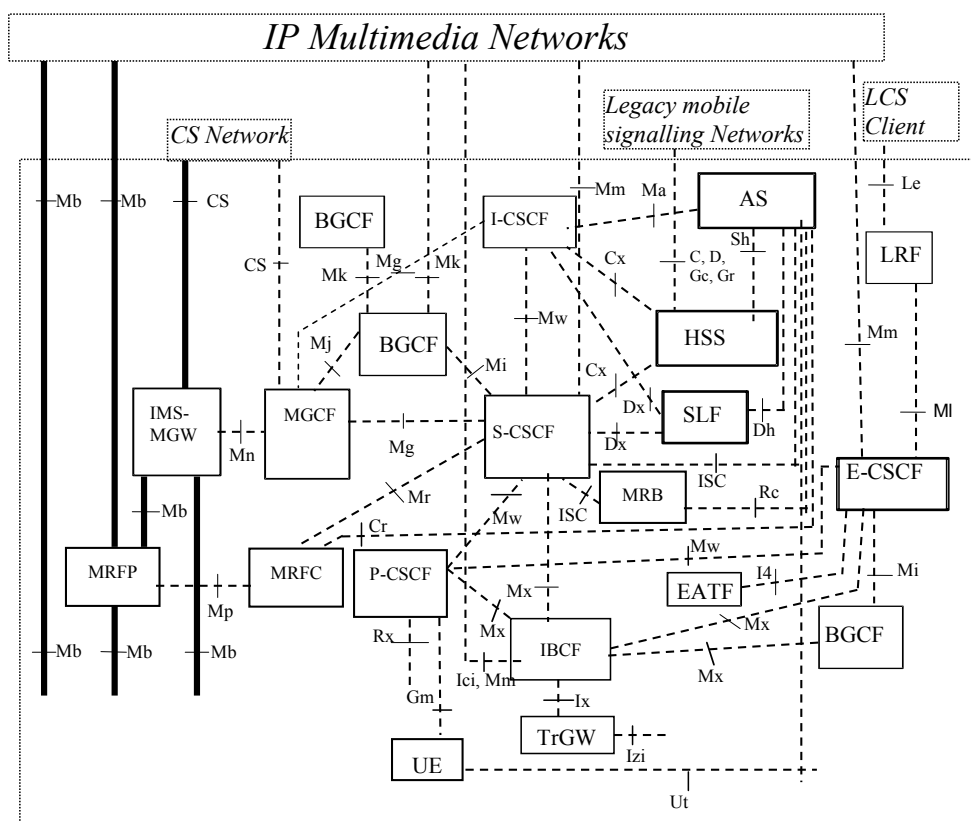 IP Multimedia Networks
CS Network
Legacy mobile
signalling Networks
LCS
Client
Mb
Mb
CS
BGCF
I-CSCF
Mm
Ma
AS
Le
CS
Mk
Mg
Mk
Cx
C, D,
Gc, Gr
Sh
LRF
Mw
HSS
Mm
Mj
BGCF
Mi
Cx
Dx
IMS-
MGW
Mn
MGCF
Mg
S-CSCF
Dx
SLF
Dh
Ml
ISC
E-CSCF
Mr
ISC
MRB
Rc
Mb
Cr
Mw
Mw
MRFP
Mp
MRFC
P-CSCF
Mx
EATF
I4
Mi
Mb
Mb
Mb
Rx
Mx
IBCF
Mx
Mx
BGCF
Gm
Ici, Mm
Ix
TrGW
Izi
UE
Ut